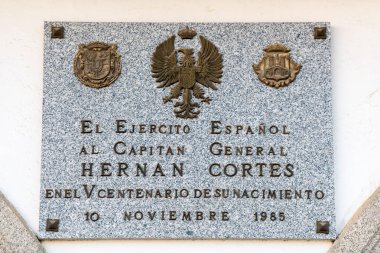 EL EJERCITO ESPAÑOL
AL CAPITAN GENERAL
HERNAN CORTES
EN EL V CENTENARIO DE SU NACIMIENTO
10 NOVIEMBRE 1985